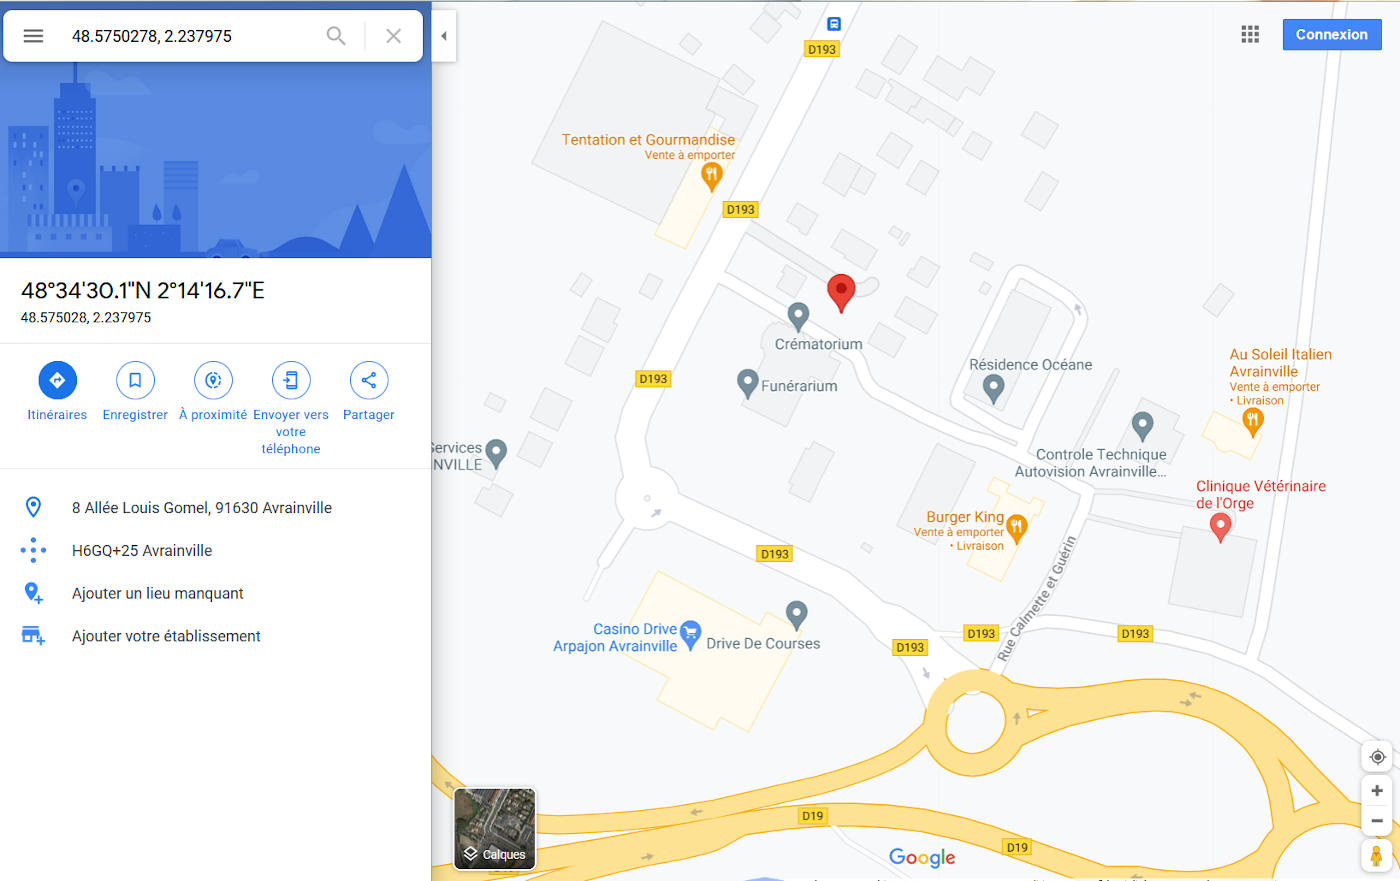 48.5750278, 2.237975
48°34'30.1"N 2°14'16.7"E
48.575028, 2.237975
Itinéraires
Enregistrer
À proximité
Envoyer vers
votre
téléphone
Partager
8 Allée Louis Gomel, 91630 Avrainville
H6GQ+25 Avrainville
Ajouter un lieu manquant
Ajouter votre établissement
Connexion
D193
Tentation et Gourmandise
Vente à emporter
D193
Crématorium
Funérarium
D193
Résidence Océane
Au Soleil Italien
Avrainville
Vente à emporter
• Livraison
ervices
NVILLE
Controle Technique
Autovision Avrainville...
Clinique Vétérinaire
de l'Orge
Burger King
Vente à emporter
• Livraison
D193
Rue Calmette et Guérin
Casino Drive
Arpajon Avrainville
Drive De Courses
D193
D193
D193
D19
D19
Calques
Google